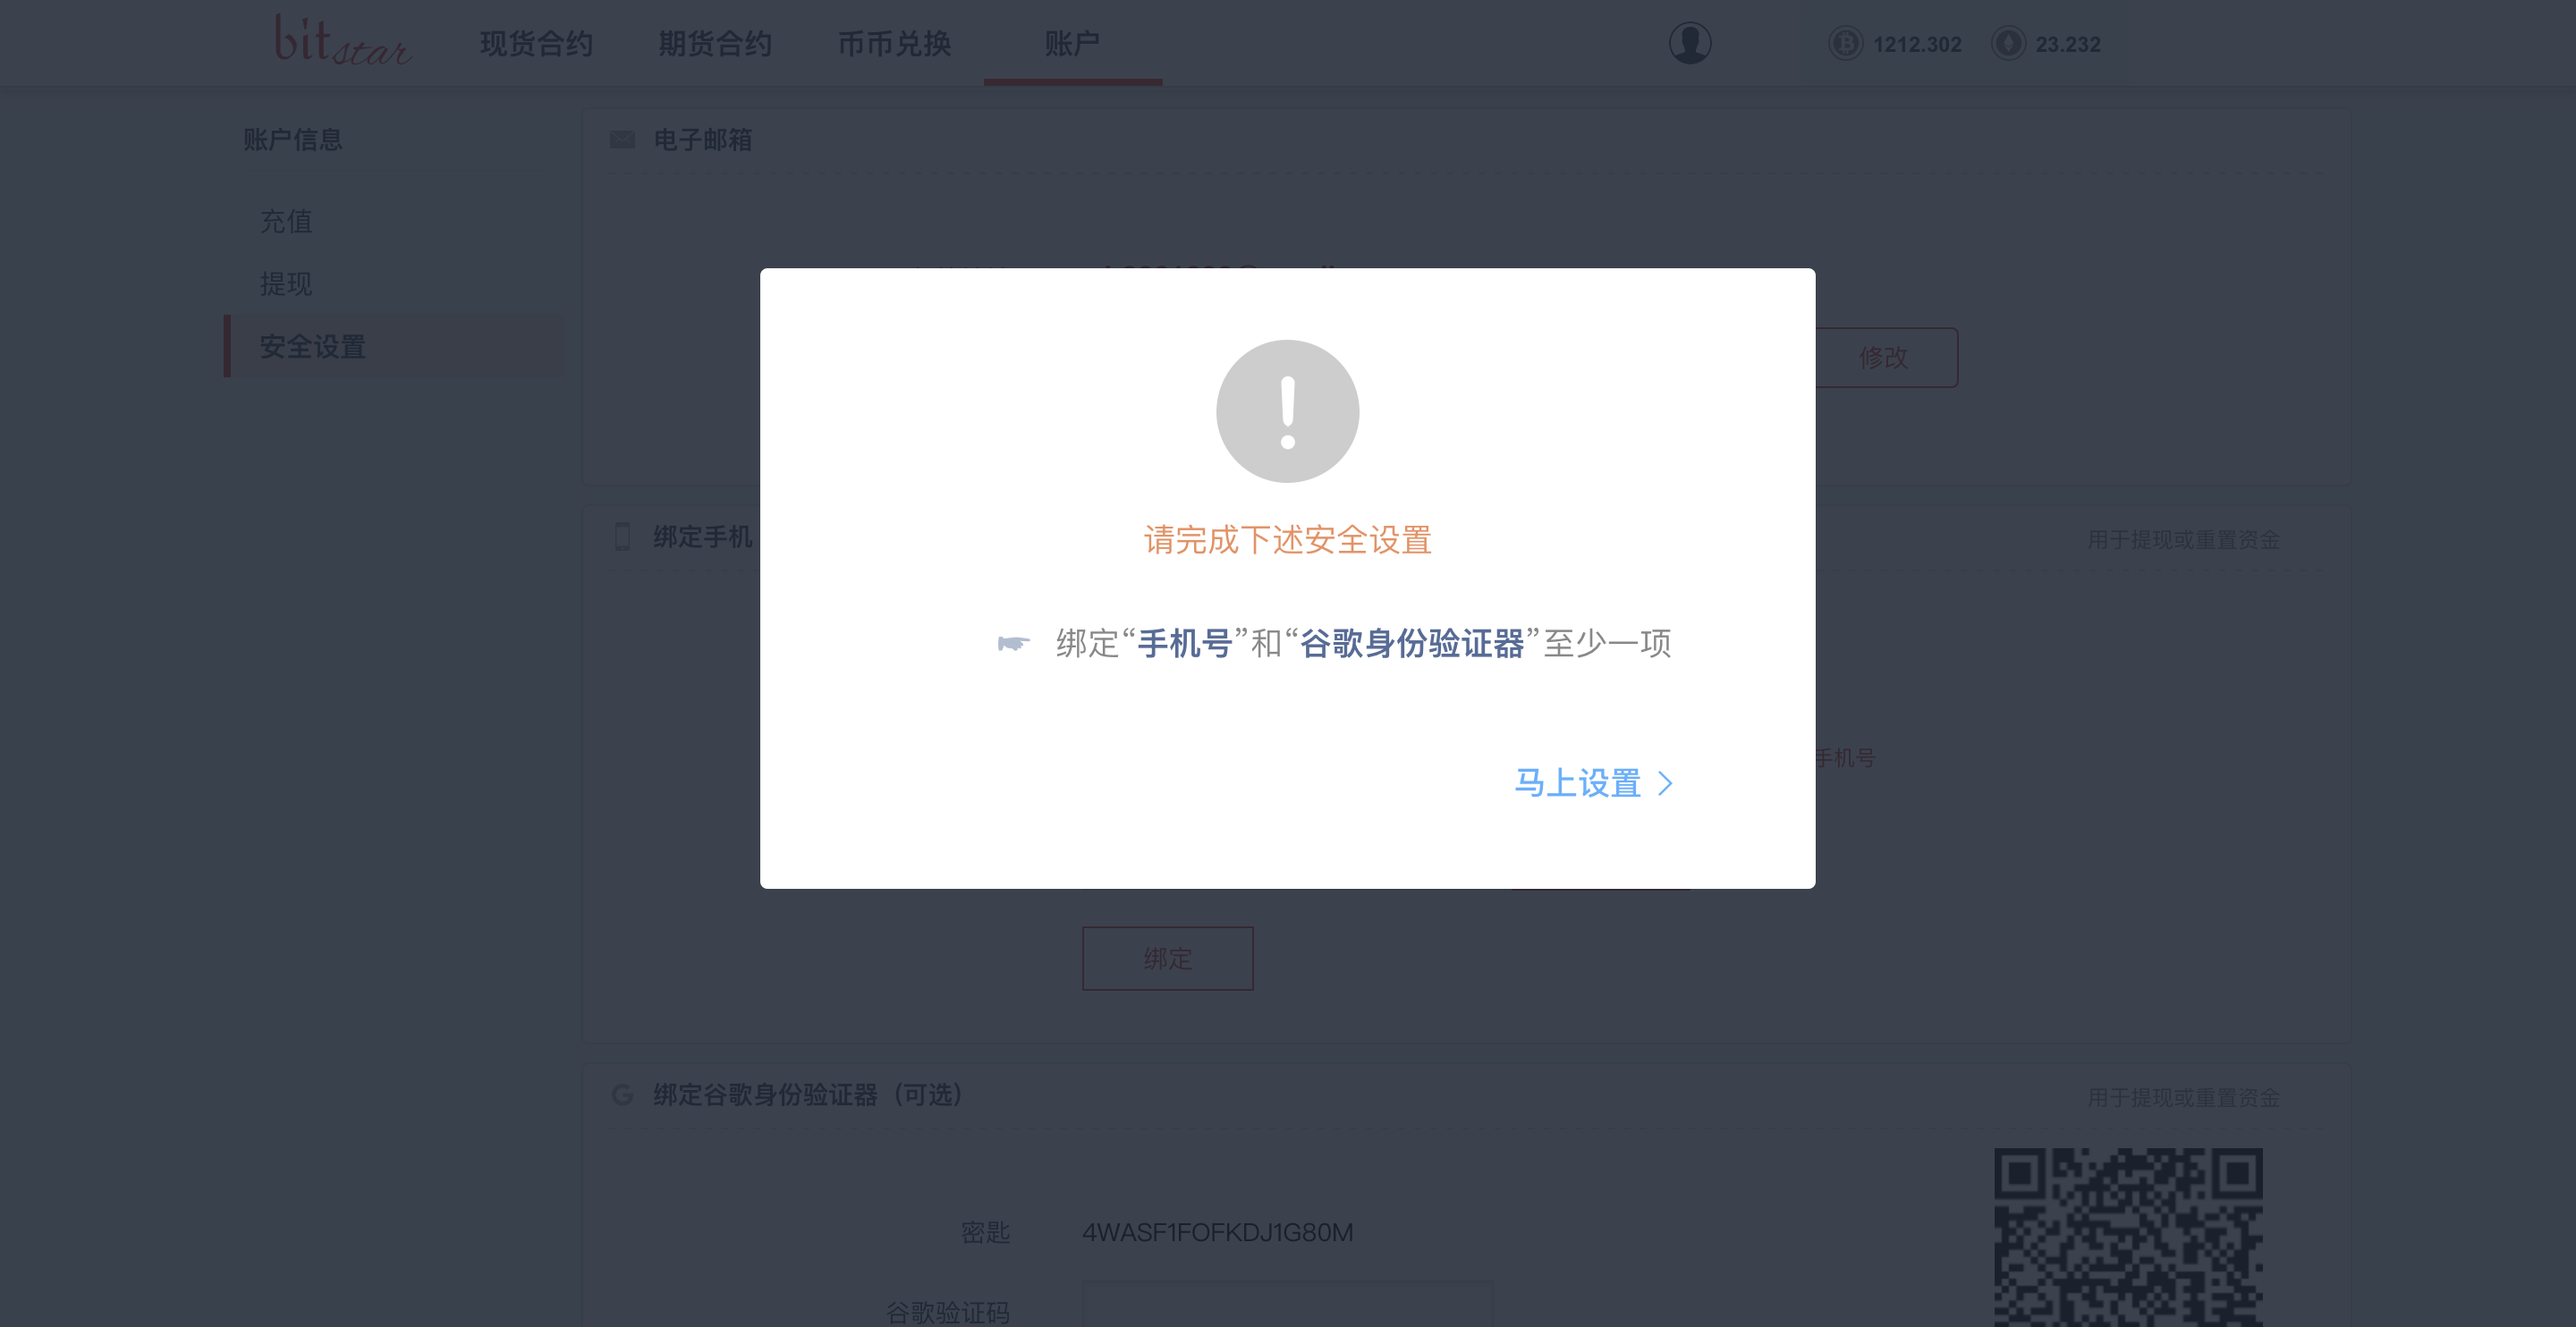 bitstar
现货合约
期货合约
币币兑换
账户
1212.302
23.232
账户信息
充值
提现
安全设置
电子邮箱
修改
绑定手机
用于提现或重置资金
请完成下述安全设置
绑定“手机号”和“谷歌身份验证器”至少一项
手机号
马上设置
绑定
绑定谷歌身份验证器（可选）
用于提现或重置资金
密匙
4WASF1FOFKDJ1G80M
谷歌验证码